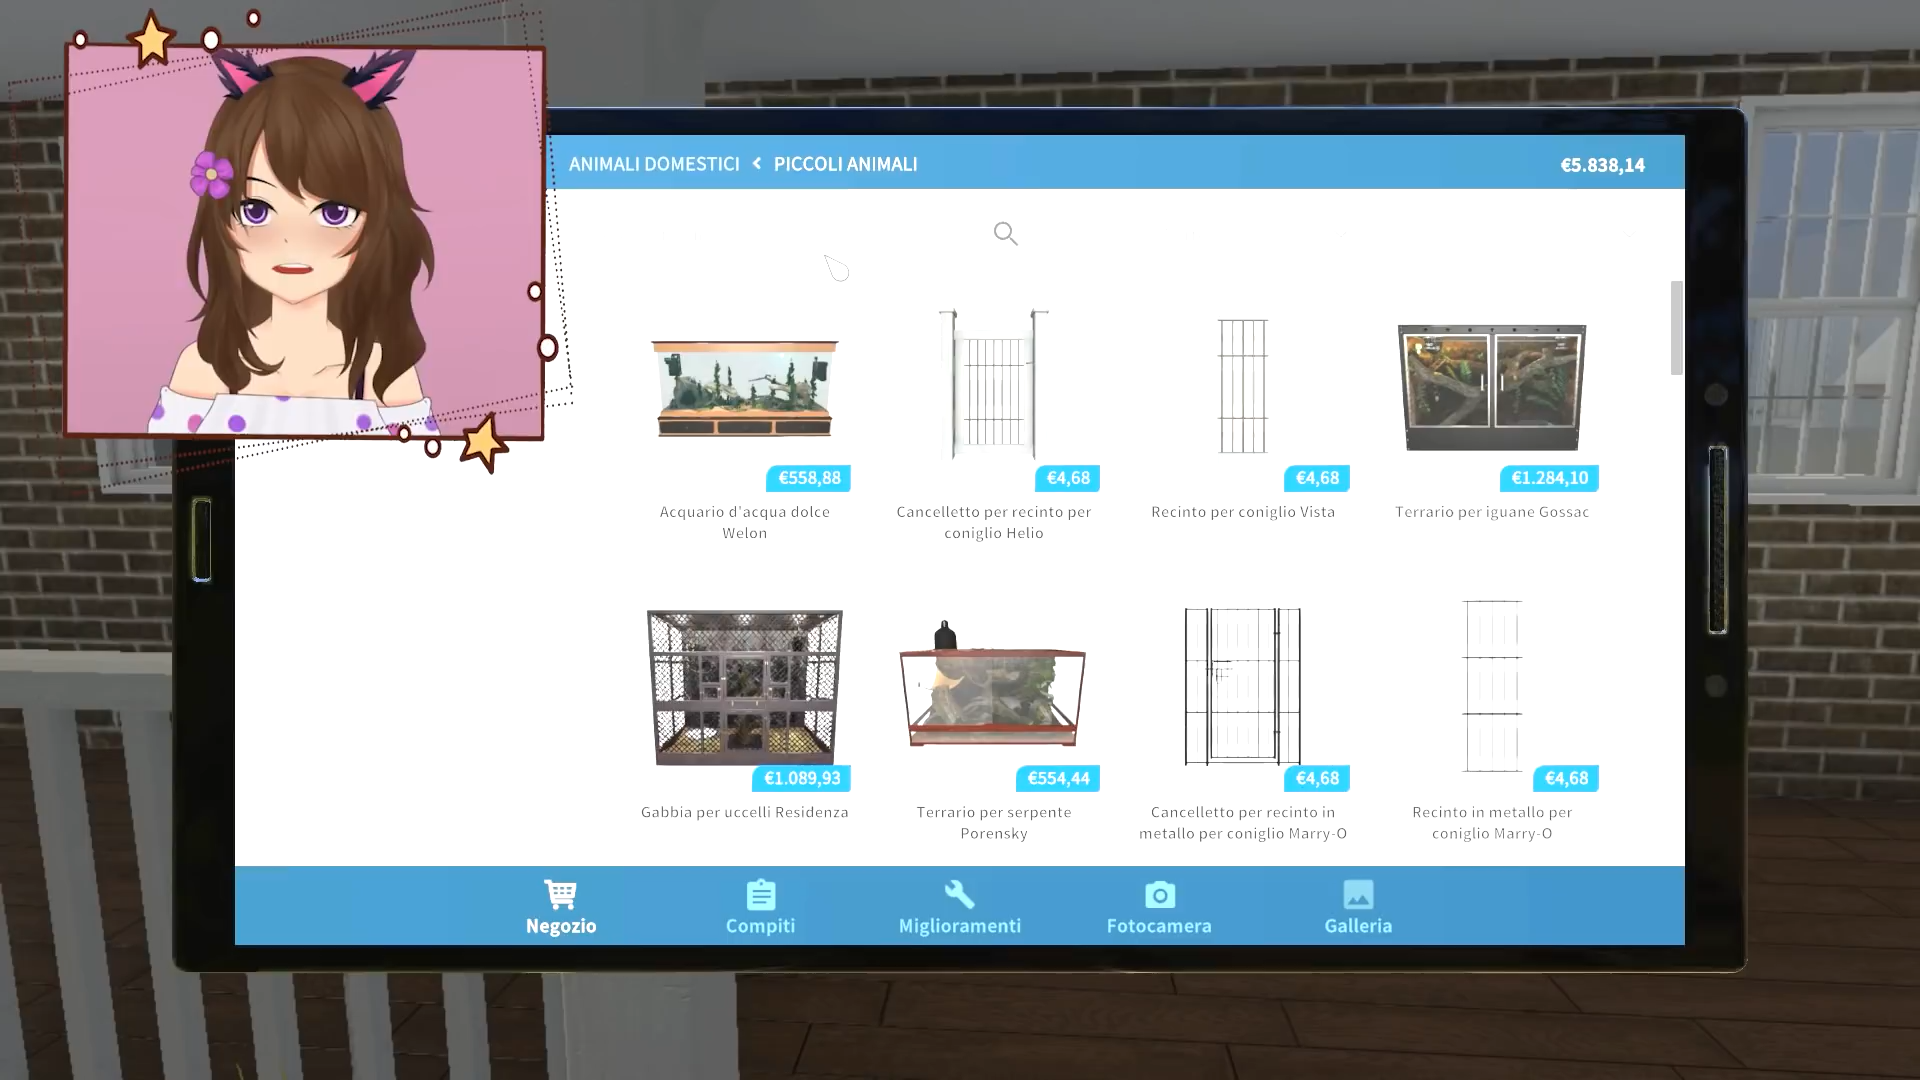 ANIMALI DOMESTICI < PICCOLI ANIMALI
€5.838,14
€558,88
€4,68
€4,68
€1.284,10
Acquario d'acqua dolce
Welon
Cancelletto per recinto per
coniglio Helio
Recinto per coniglio Vista
Terrario per iguane Gossac
€1.089,93
€554,44
€4,68
€4,68
Gabbia per uccelli Residenza
Terrario per serpente
Porensky
Cancelletto per recinto in
metallo per coniglio Marry-O
Recinto in metallo per
coniglio Marry-O
Negozio
Compiti
Miglioramenti
Fotocamera
Galleria